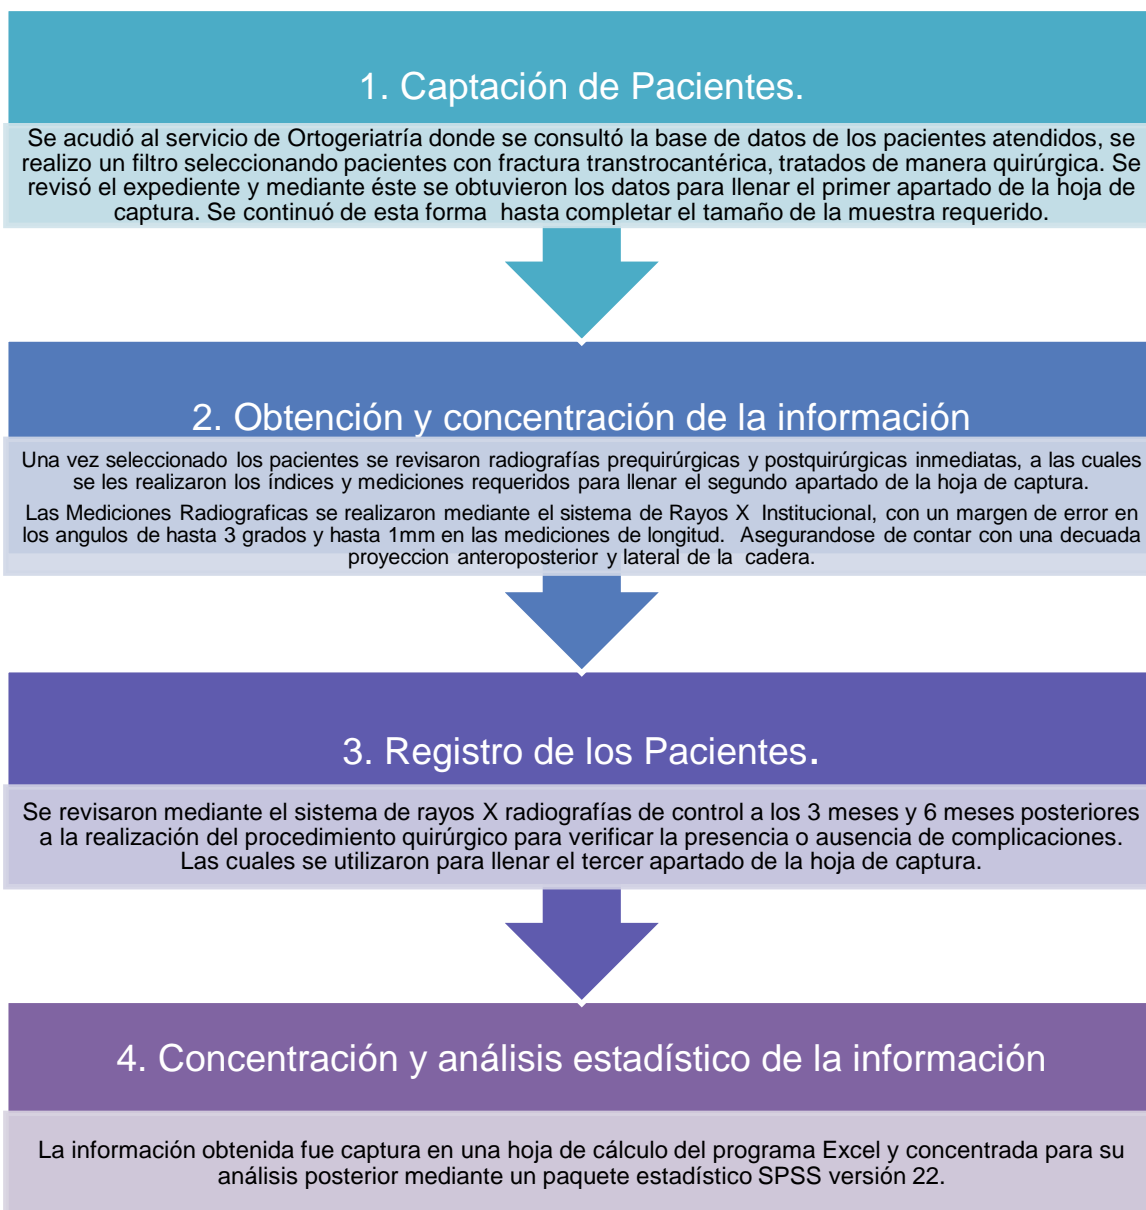 1. Captación de Pacientes.
Se acudió al servicio de Ortogeriatría donde se consultó la base de datos de los pacientes atendidos, se
realizo un filtro seleccionando pacientes con fractura transtrocantérica, tratados de manera quirúrgica. Se
revisó el expediente y mediante éste se obtuvieron los datos para llenar el primer apartado de la hoja de
captura. Se continuó de esta forma hasta completar el tamaño de la muestra requerido.
2. Obtención y concentración de la información
Una vez seleccionado los pacientes se revisaron radiografías prequirúrgicas y postquirúrgicas inmediatas, a las cuales
se les realizaron los índices y mediciones requeridos para llenar el segundo apartado de la hoja de captura.
Las Mediciones Radiograficas se realizaron mediante el sistema de Rayos X Institucional, con un margen de error en
los angulos de hasta 3 grados y hasta 1mm en las mediciones de longitud. Asegurandose de contar con una decuada
proyeccion anteroposterior y lateral de la cadera.
3. Registro de los Pacientes.
Se revisaron mediante el sistema de rayos X radiografías de control a los 3 meses y 6 meses posteriores
a la realización del procedimiento quirúrgico para verificar la presencia o ausencia de complicaciones.
Las cuales se utilizaron para llenar el tercer apartado de la hoja de captura.
4. Concentración y análisis estadístico de la información
La información obtenida fue captura en una hoja de cálculo del programa Excel y concentrada para su
análisis posterior mediante un paquete estadístico SPSS versión 22.